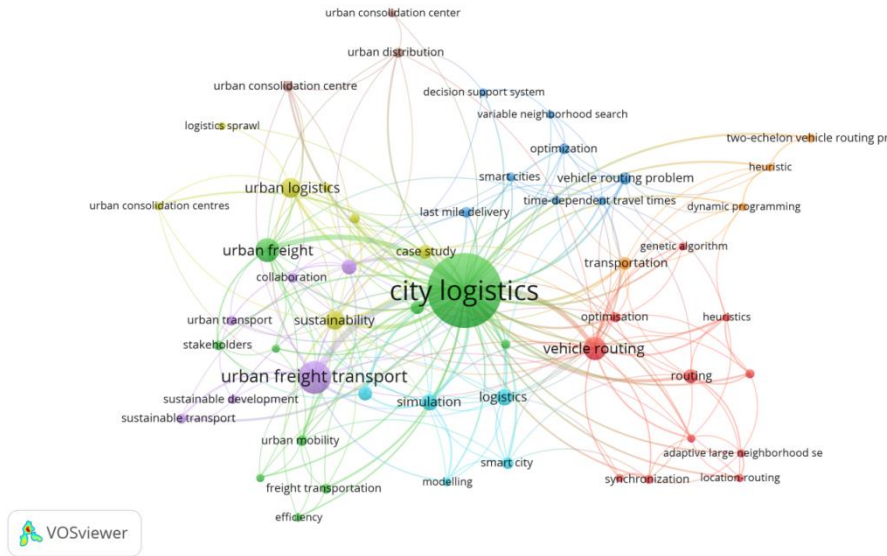 urban consolidation center
urban distribution
urban consolidation centre
decision support system
variable neighborhood search
logistics sprawl
optimization
two-echelon vehicle routing pr
heuristic
smart cities
vehicle routing problem
urban logistics
time-dependent travel times
urban consolidation centres
last mile delivery
dynamic programming
urban freight
case study
genetic algorithm
transportation
collaboration
city logistics
urban transport
sustainability
optimisation
heuristics
stakeholders
vehicle routing
urban freight transport
routing
sustainable development
simulation
logistics
sustainable transport
urban mobility
adaptive large neighborhood se
smart city
modelling
synchronization
location-routing
freight transportation
efficiency
VOSviewer